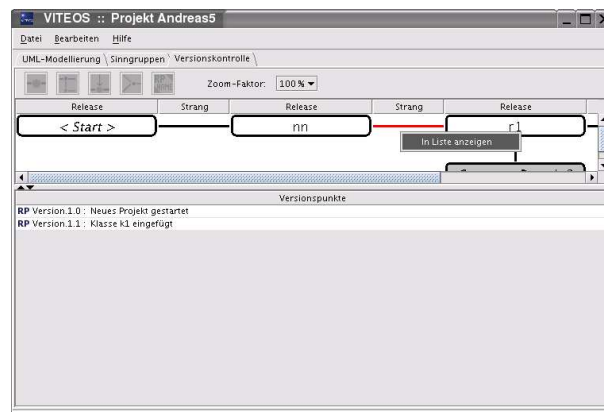 VITEOS :: Projekt Andreas5
Datei Bearbeiten Hilfe
UML-Modellierung Sinngruppen Versionskontrolle
Zoom-Faktor: 100 %
Release Strang Release Strang Release
< Start > nn r1
In Liste anzeigen
Versionspunkte
RP Version.1.0 : Neues Projekt gestartet
RP Version.1.1 : Klasse k1 eingefügt